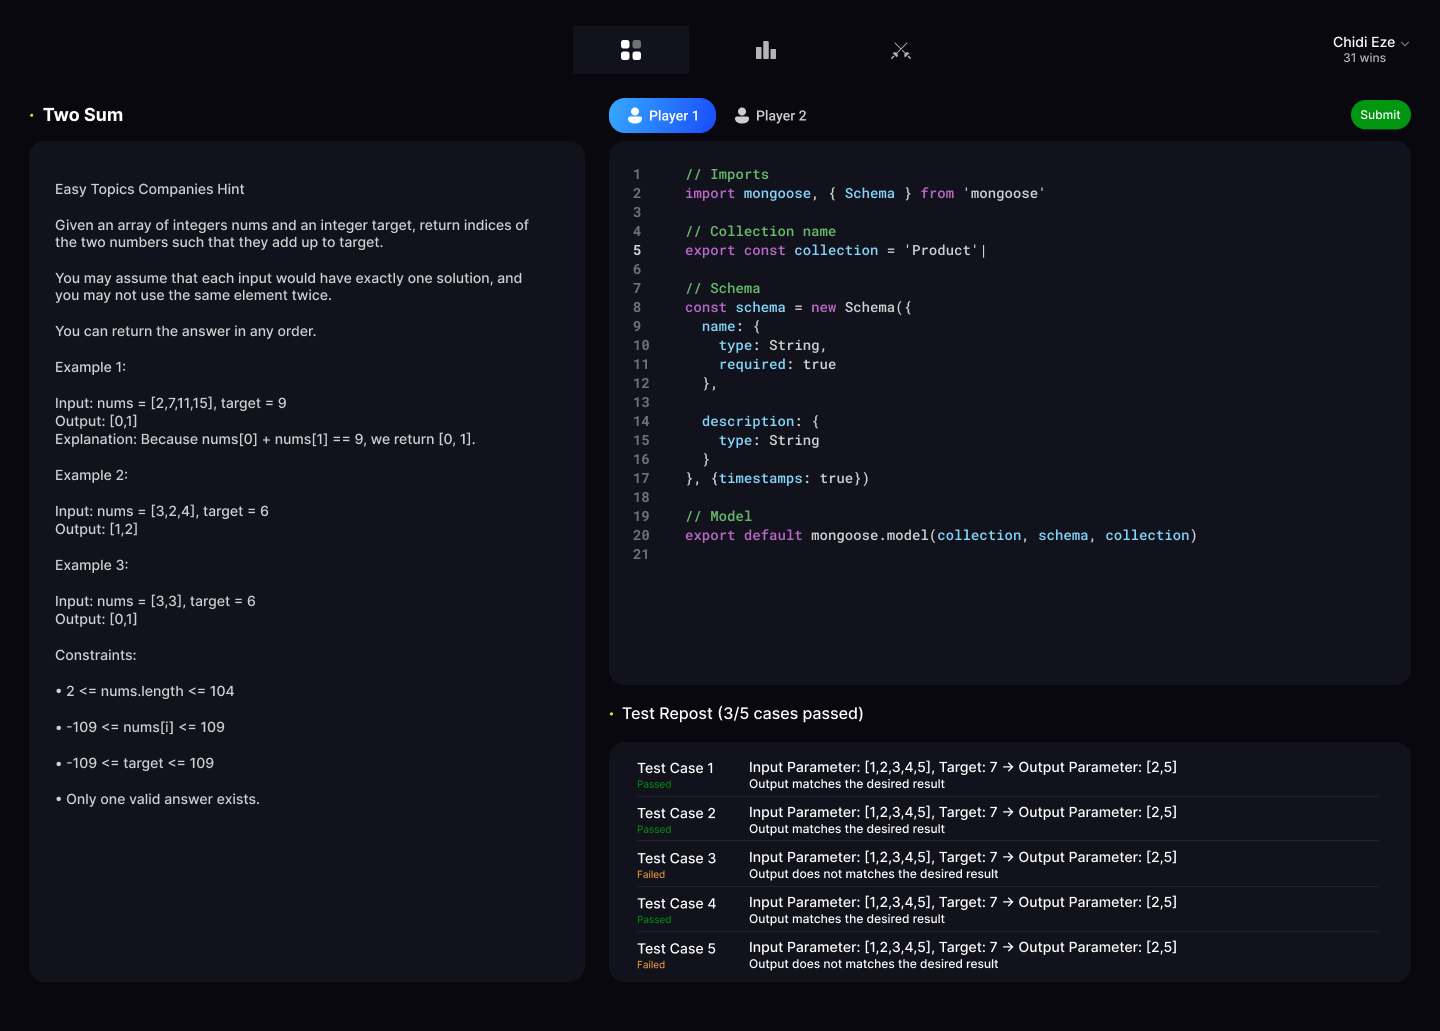 Chidi Eze
31 wins
· Two Sum
Player 1
Player 2
Submit
Easy Topics Companies Hint
Given an array of integers nums and an integer target, return indices of
the two numbers such that they add up to target.
You may assume that each input would have exactly one solution, and
you may not use the same element twice.
You can return the answer in any order.
Example 1:
Input: nums = [2,7,11,15], target = 9
Output: [0,1]
Explanation: Because nums[0] + nums[1] == 9, we return [0, 1].
Example 2:
Input: nums = [3,2,4], target = 6
Output: [1,2]
Example 3:
Input: nums = [3,3], target = 6
Output: [0,1]
Constraints:
• 2 <= nums.length <= 104
• -109 <= nums[i] <= 109
• -109 <= target <= 109
• Only one valid answer exists.
1 // Imports
2 import mongoose, { Schema } from 'mongoose'
3
4 // Collection name
5 export const collection = 'Product'|
6
7 // Schema
8 const schema = new Schema({
9   name: {
10     type: String,
11     required: true
12   },
13
14   description: {
15     type: String
16   }
17 }, {timestamps: true})
18
19 // Model
20 export default mongoose.model(collection, schema, collection)
21
· Test Repost (3/5 cases passed)
Test Case 1 Input Parameter: [1,2,3,4,5], Target: 7 → Output Parameter: [2,5]
Passed Output matches the desired result
Test Case 2 Input Parameter: [1,2,3,4,5], Target: 7 → Output Parameter: [2,5]
Passed Output matches the desired result
Test Case 3 Input Parameter: [1,2,3,4,5], Target: 7 → Output Parameter: [2,5]
Failed Output does not matches the desired result
Test Case 4 Input Parameter: [1,2,3,4,5], Target: 7 → Output Parameter: [2,5]
Passed Output matches the desired result
Test Case 5 Input Parameter: [1,2,3,4,5], Target: 7 → Output Parameter: [2,5]
Failed Output does not matches the desired result